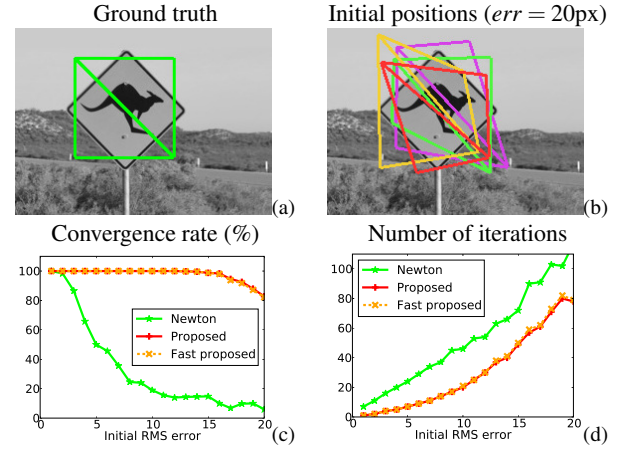 Ground truth
Initial positions (err = 20px)
(a)
(b)
Convergence rate (%)
100
80
60
40
20
0
0
5
10
15
20
Initial RMS error
Newton
Proposed
Fast proposed
(c)
Number of iterations
100
80
60
40
20
0
0
5
10
15
20
Initial RMS error
Newton
Proposed
Fast proposed
(d)